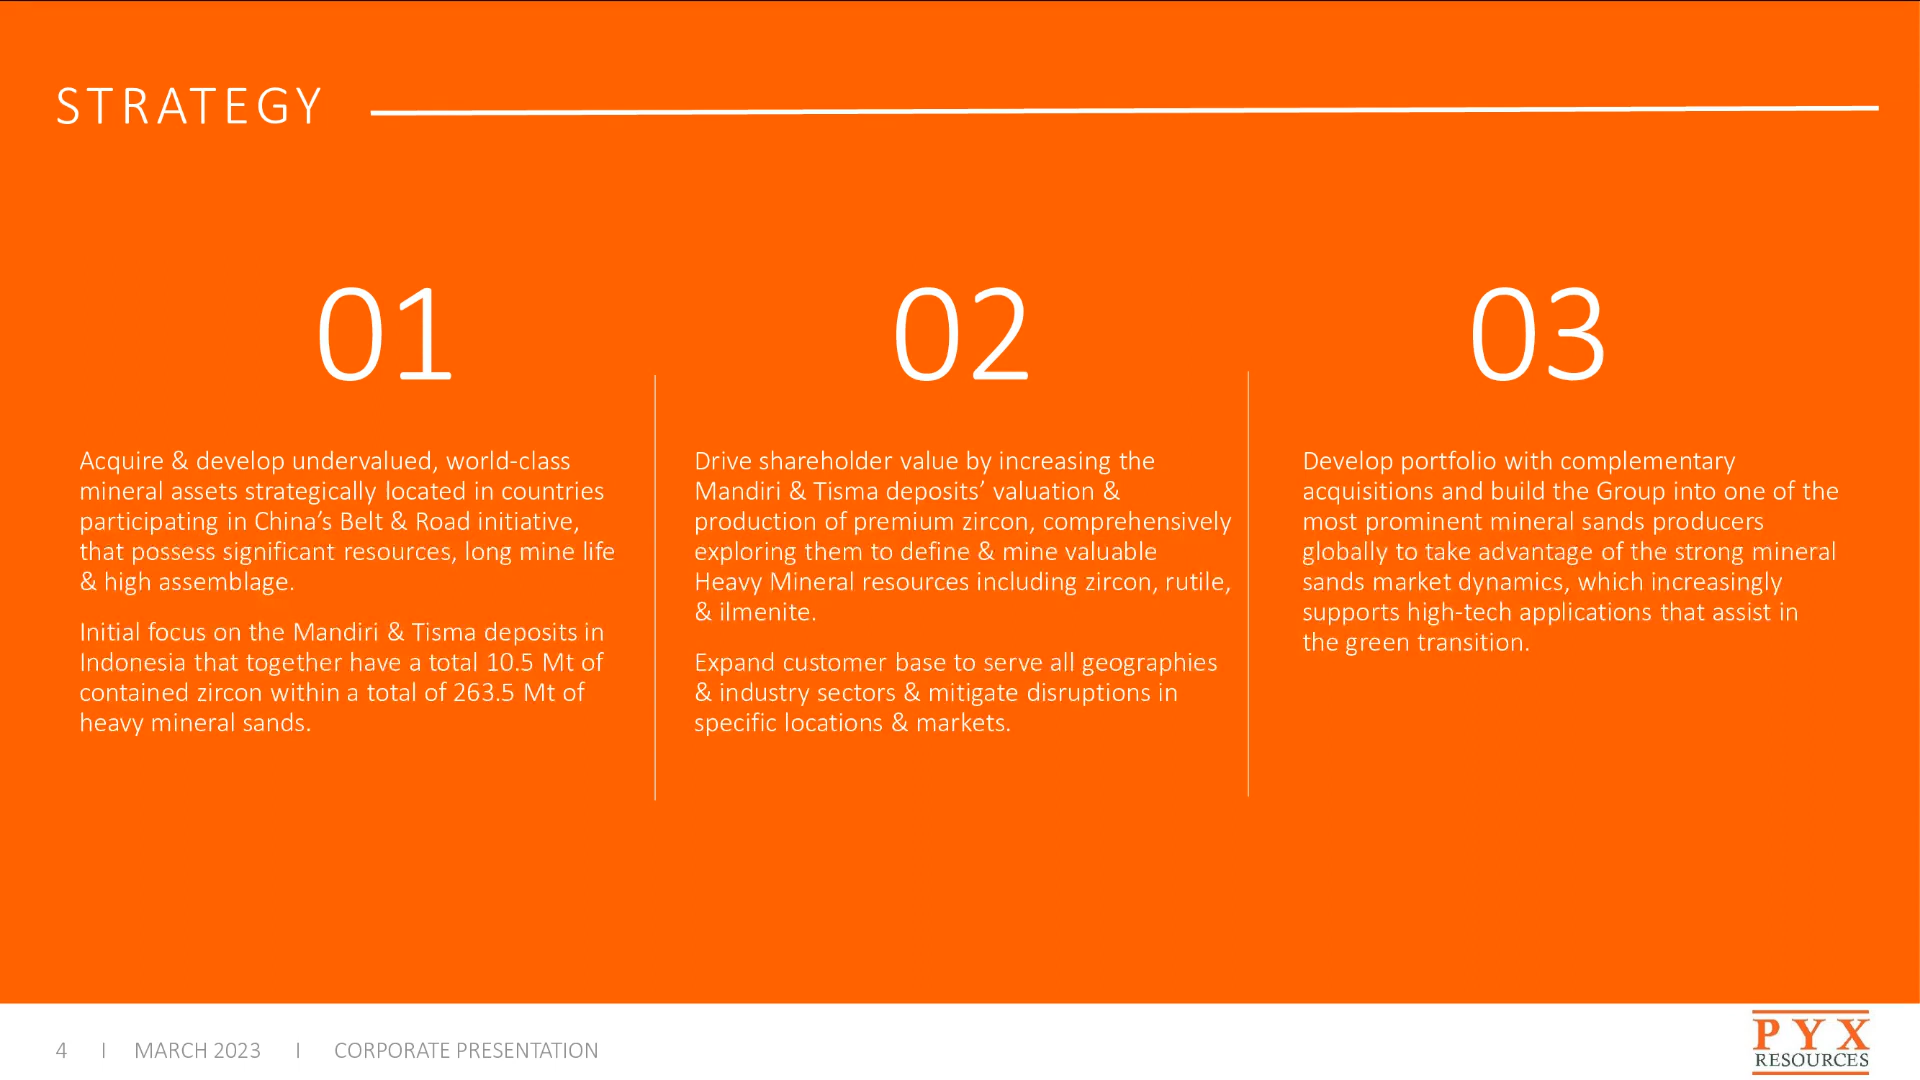 STRATEGY
01
Acquire & develop undervalued, world-class
mineral assets strategically located in countries
participating in China’s Belt & Road initiative,
that possess significant resources, long mine life
& high assemblage.
Initial focus on the Mandiri & Tisma deposits in
Indonesia that together have a total 10.5 Mt of
contained zircon within a total of 263.5 Mt of
heavy mineral sands.
02
Drive shareholder value by increasing the
Mandiri & Tisma deposits’ valuation &
production of premium zircon, comprehensively
exploring them to define & mine valuable
Heavy Mineral resources including zircon, rutile,
& ilmenite.
Expand customer base to serve all geographies
& industry sectors & mitigate disruptions in
specific locations & markets.
03
Develop portfolio with complementary
acquisitions and build the Group into one of the
most prominent mineral sands producers
globally to take advantage of the strong mineral
sands market dynamics, which increasingly
supports high-tech applications that assist in
the green transition.
4 I MARCH 2023 I CORPORATE PRESENTATION
PYX
RESOURCES